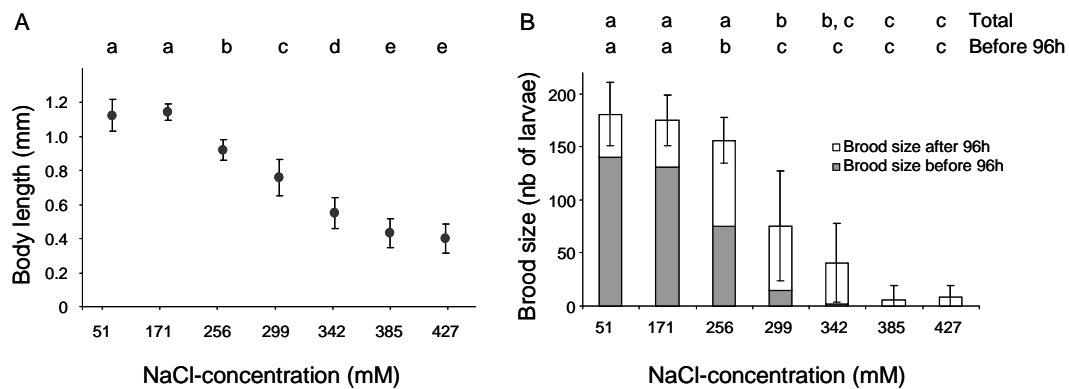 A
a a b c d e e
Body length (mm)
1.2
1.0
0.8
0.6
0.4
0.2
0
51 171 256 299 342 385 427
NaCl-concentration (mM)
B
a a a b b, c c c Total
a a b c c c c Before 96h
Brood size (nb of larvae)
200
150
100
50
0
Brood size after 96h
Brood size before 96h
51 171 256 299 342 385 427
NaCl-concentration (mM)